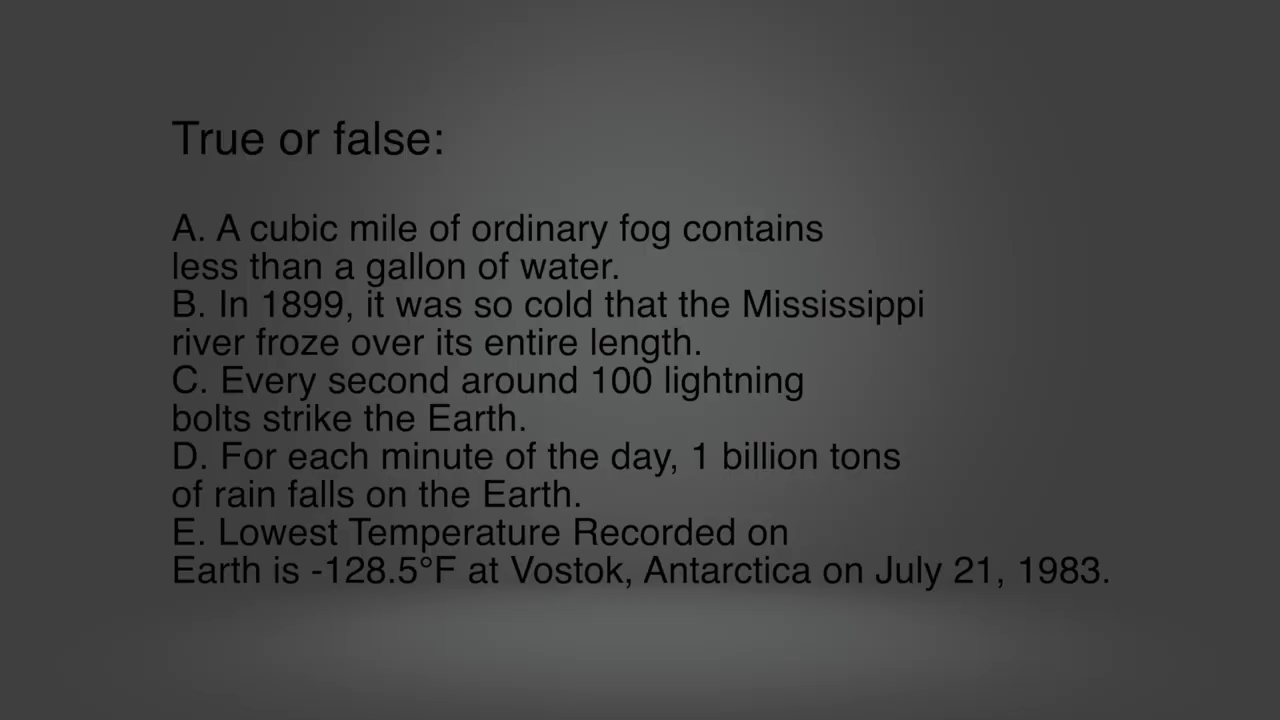 True or false:
A. A cubic mile of ordinary fog contains
less than a gallon of water.
B. In 1899, it was so cold that the Mississippi
river froze over its entire length.
C. Every second around 100 lightning
bolts strike the Earth.
D. For each minute of the day, 1 billion tons
of rain falls on the Earth.
E. Lowest Temperature Recorded on
Earth is -128.5°F at Vostok, Antarctica on July 21, 1983.